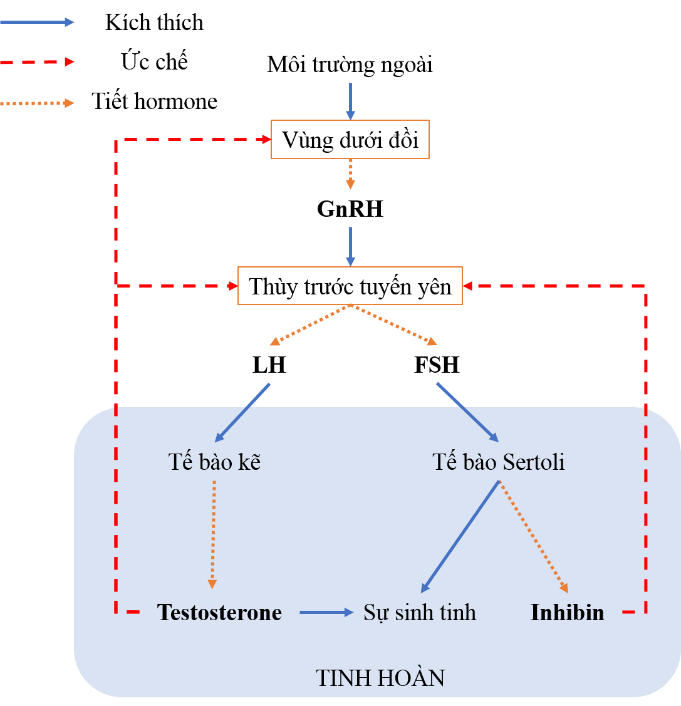 Kích thích
Ức chế
Tiết hormone
Môi trường ngoài
Vùng dưới đồi
GnRH
Thùy trước tuyến yên
LH
FSH
Tế bào kẽ
Tế bào Sertoli
Testosterone
Sự sinh tinh
Inhibin
TINH HOÀN